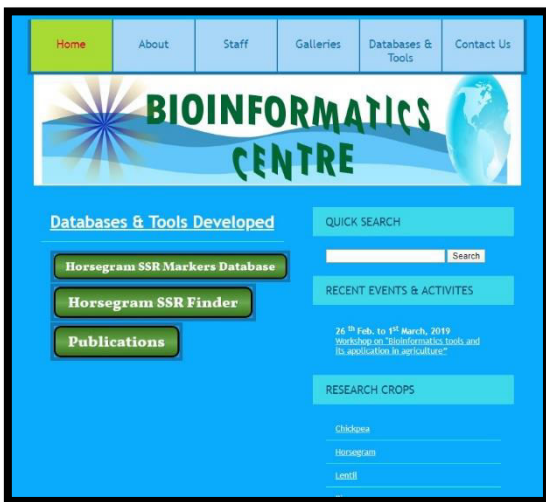 Home
About
Staff
Galleries
Databases &
Tools
Contact Us
BIOINFORMATICS
CENTRE
Databases & Tools Developed
Horsegram SSR Markers Database
Horsegram SSR Finder
Publications
QUICK SEARCH
Search
RECENT EVENTS & ACTIVITES
26 th Feb. to 1st March, 2019
Workshop on "Bioinformatics tools and
its application in agriculture"
RESEARCH CROPS
Chickpea
Horsegram
Lentil